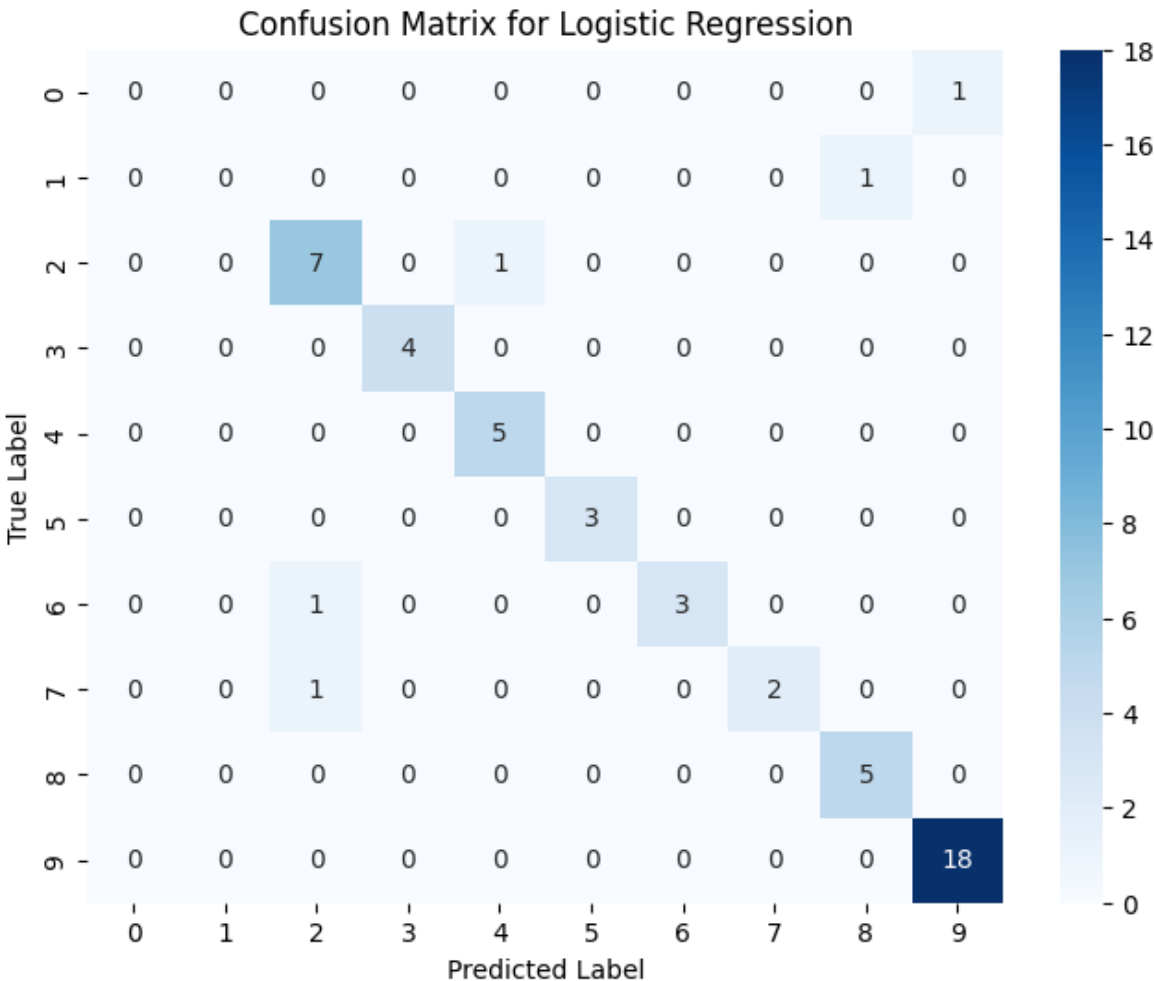 Confusion Matrix for Logistic Regression
0 0 0 0 0 0 0 0 0 0 1
1 0 0 0 0 0 0 0 0 1 0
2 0 0 7 0 1 0 0 0 0 0
3 0 0 0 4 0 0 0 0 0 0
4 0 0 0 0 5 0 0 0 0 0
5 0 0 0 0 0 3 0 0 0 0
6 0 0 1 0 0 0 3 0 0 0
7 0 0 1 0 0 0 0 2 0 0
8 0 0 0 0 0 0 0 0 5 0
9 0 0 0 0 0 0 0 0 0 18
0 1 2 3 4 5 6 7 8 9
Predicted Label
True Label
18
16
14
12
10
8
6
4
2
0